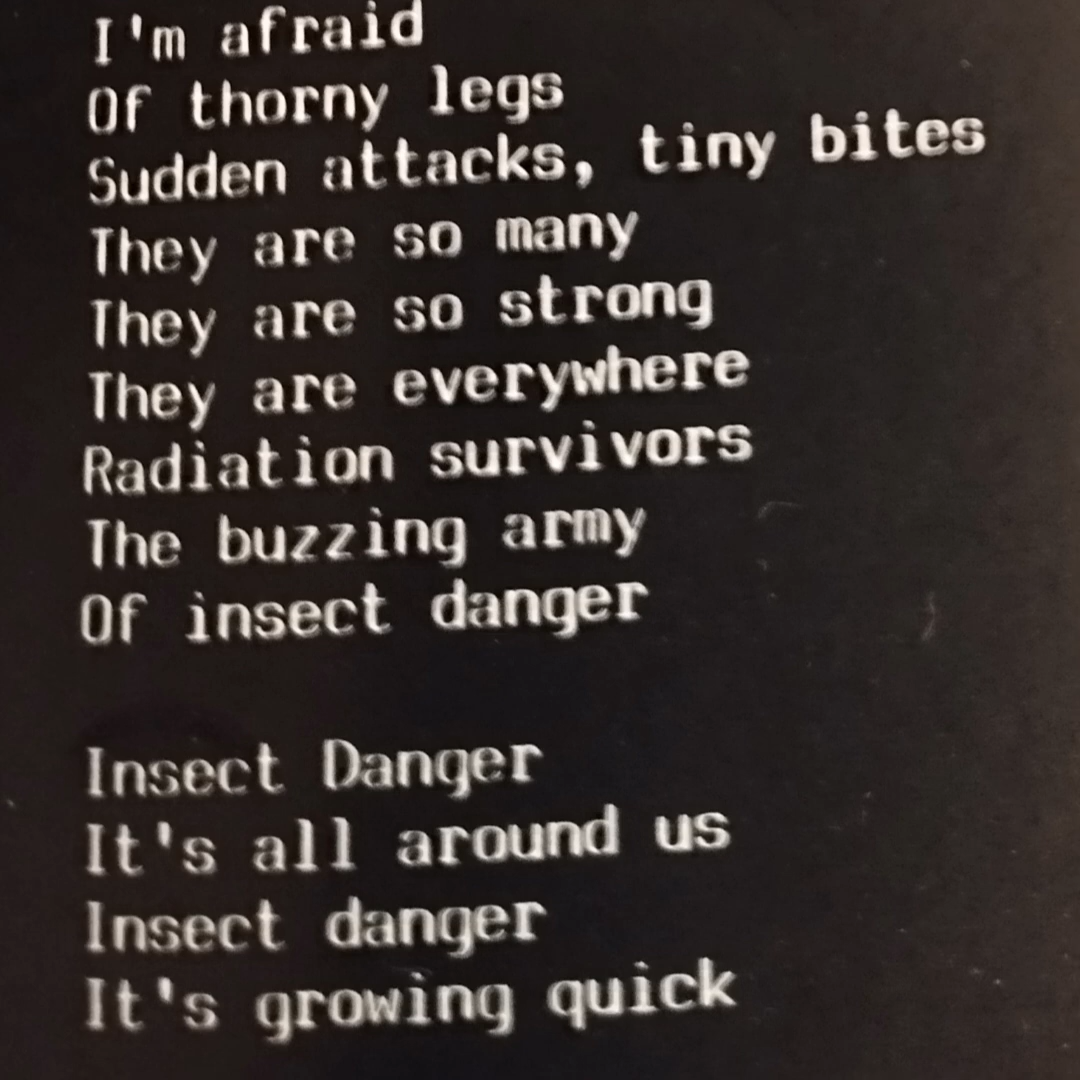 I'm afraid
Of thorny legs
Sudden attacks, tiny bites
They are so many
They are so strong
They are everywhere
Radiation survivors
The buzzing army
Of insect danger
Insect Danger
It's all around us
Insect danger
It's growing quick